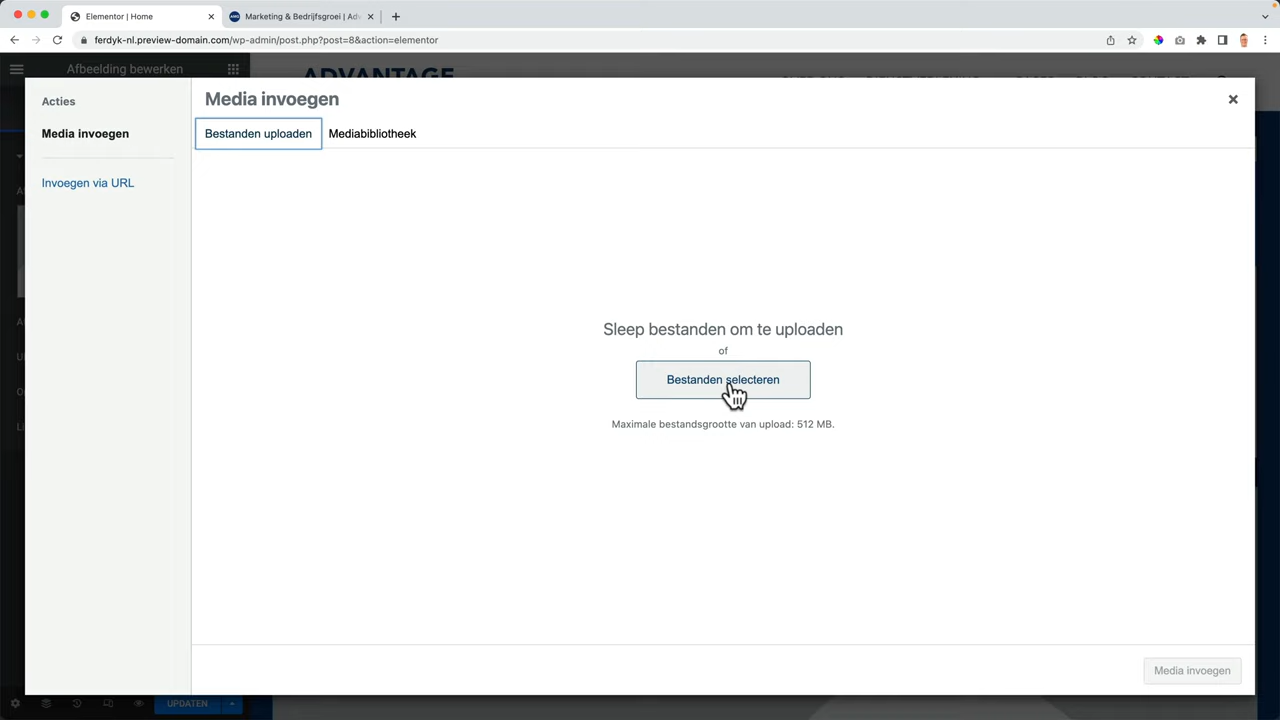 Elementor | Home
Marketing & Bedrijfsgroei | Adv
ferdyk-nl.preview-domain.com/wp-admin/post.php?post=8&action=elementor
Afbeelding bewerken
ADVANTAGE
Acties
Media invoegen
Invoegen via URL
Media invoegen
Bestanden uploaden
Mediabibliotheek
Sleep bestanden om te uploaden
of
Bestanden selecteren
Maximale bestandsgrootte van upload: 512 MB.
Media invoegen
UPDATEN